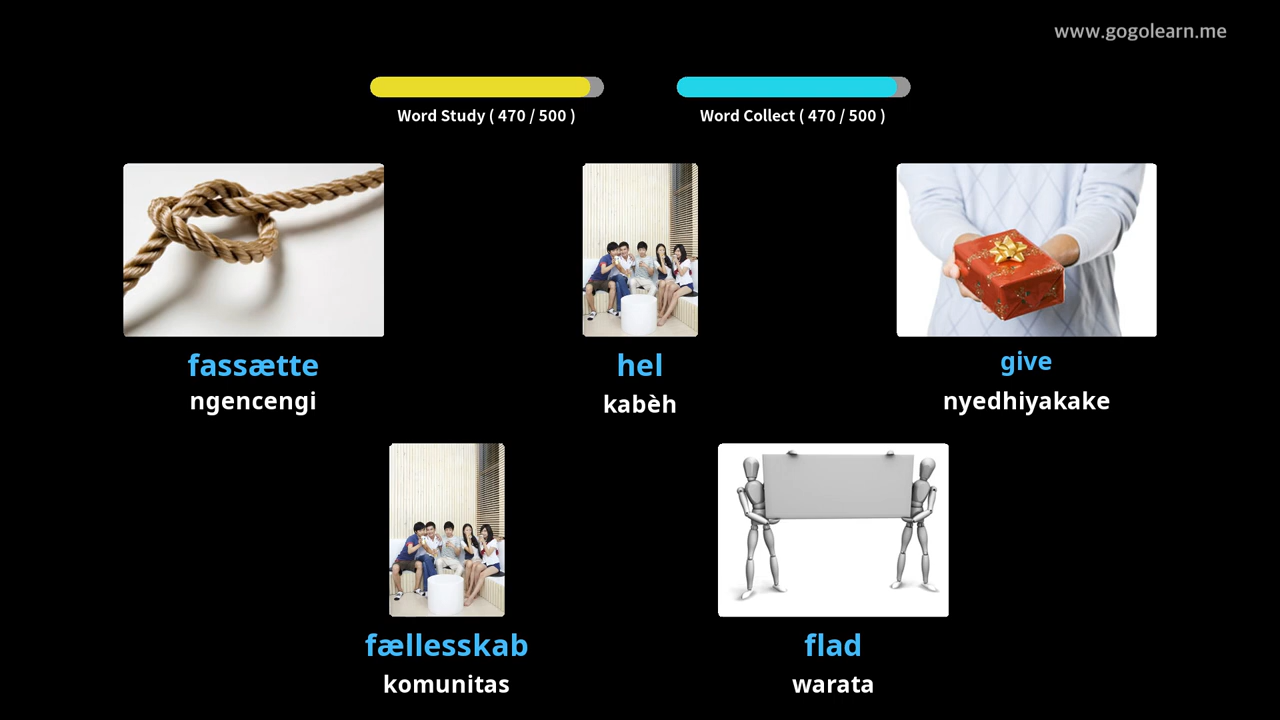 www.gogolearn.me
Word Study ( 470 / 500 )
Word Collect ( 470 / 500 )
fassætte
ngencengi
hel
kabèh
give
nyedhiyakake
fællesskab
komunitas
flad
warata